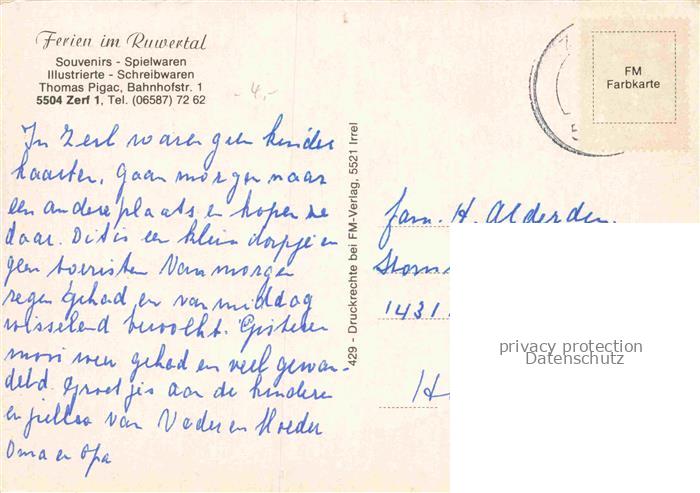 Ferien im Ruwertal
Souvenirs - Spielwaren
Illustrierte - Schreibwaren
Thomas Pigac, Bahnhofstr. 1
5504 Zerf 1, Tel. (06587) 72 62
- 4,-
FM
Farbkarte
In Zerf waren geen kinder
kaarten. Gaan morgen naar
een andere plaats en kopen ze
daar. Dit is een klein dorpje en
geen toeristen Van morgen
regen gehad en van middag
wisselend bewolkt. Gisteren
mooi weer gehad en veel gewan-
deld. Groetjes aan de kinderen
en jullie van Vader en Moeder
Oma en Opa
429 - Druckrechte bei FM-Verlag, 5521 Irrel
Fam. H. Alderden.
1431
H
privacy protection
Datenschutz